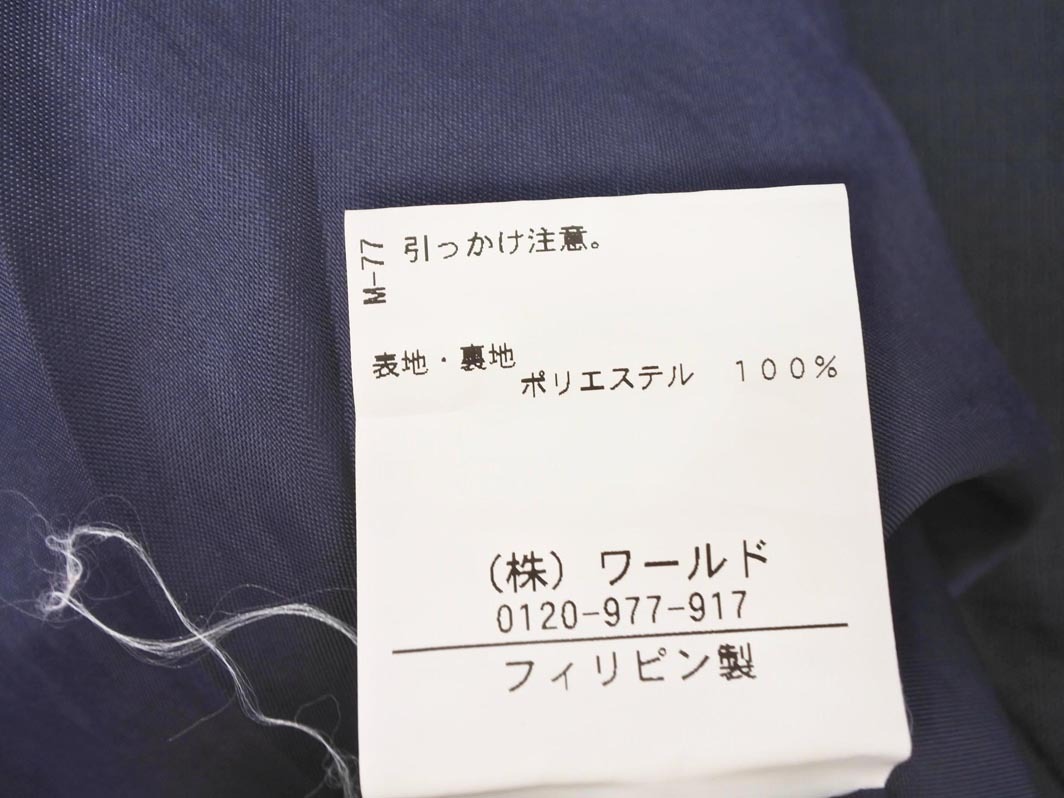 M-77
引っかけ注意。
表地・裏地
ポリエステル　１００％
(株) ワールド
0120-977-917
フィリピン製